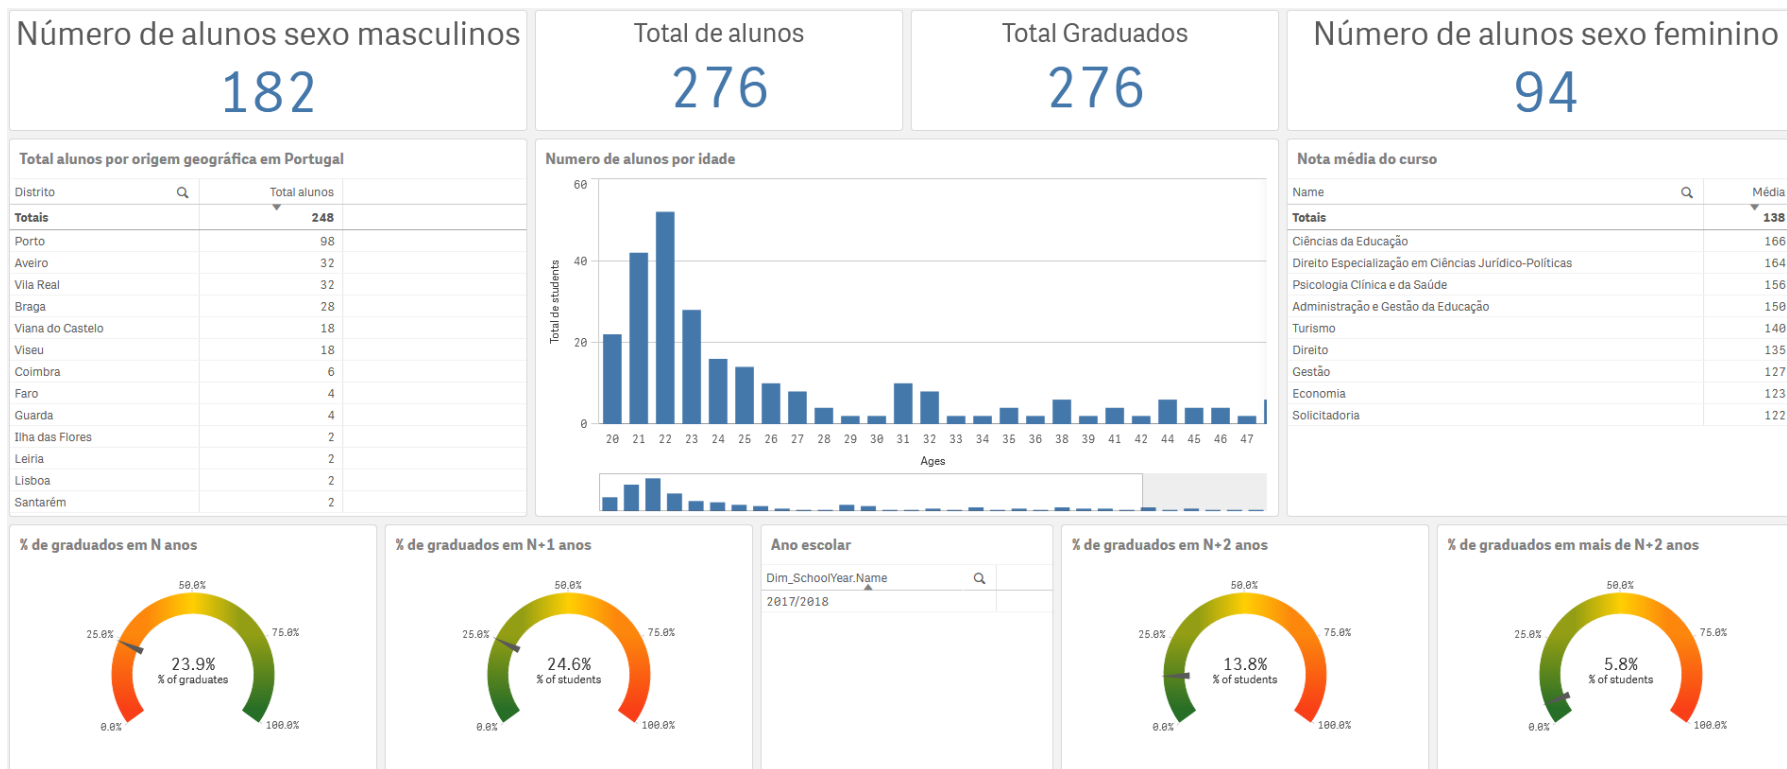 Número de alunos sexo masculinos
182
Total de alunos
276
Total Graduados
276
Número de alunos sexo feminino
94
Total alunos por origem geográfica em Portugal
Distrito Total alunos
Totais 248
Porto 98
Aveiro 32
Vila Real 32
Braga 28
Viana do Castelo 18
Viseu 18
Coimbra 6
Faro 4
Guarda 4
Ilha das Flores 2
Leiria 2
Lisboa 2
Santarém 2
Numero de alunos por idade
60
40
20
0
Total de students
20 21 22 23 24 25 26 27 28 29 30 31 32 33 34 35 36 38 39 41 42 44 45 46 47
Ages
Nota média do curso
Name Média
Totais 138
Ciências da Educação 166
Direito Especialização em Ciências Jurídico-Políticas 164
Psicologia Clínica e da Saúde 156
Administração e Gestão da Educação 150
Turismo 140
Direito 135
Gestão 127
Economia 123
Solicitadoria 122
% de graduados em N anos
50.0%
25.0% 75.0%
23.9%
% of graduates
0.0% 100.0%
% de graduados em N+1 anos
50.0%
25.0% 75.0%
24.6%
% of students
0.0% 100.0%
Ano escolar
Dim_SchoolYear.Name
2017/2018
% de graduados em N+2 anos
50.0%
25.0% 75.0%
13.8%
% of students
0.0% 100.0%
% de graduados em mais de N+2 anos
50.0%
25.0% 75.0%
5.8%
% of students
0.0% 100.0%